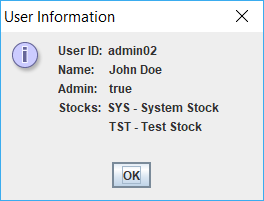 User Information
User ID: admin02
Name: John Doe
Admin: true
Stocks: SYS - System Stock
TST - Test Stock
OK